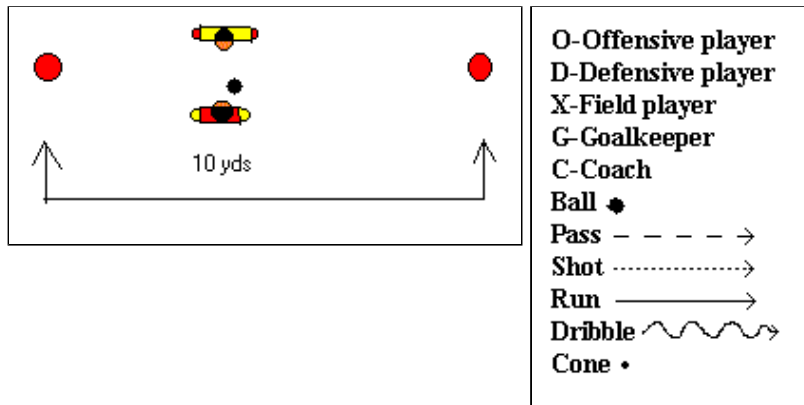 10 yds
O-Offensive player
D-Defensive player
X-Field player
G-Goalkeeper
C-Coach
Ball
Pass
Shot
Run
Dribble
Cone